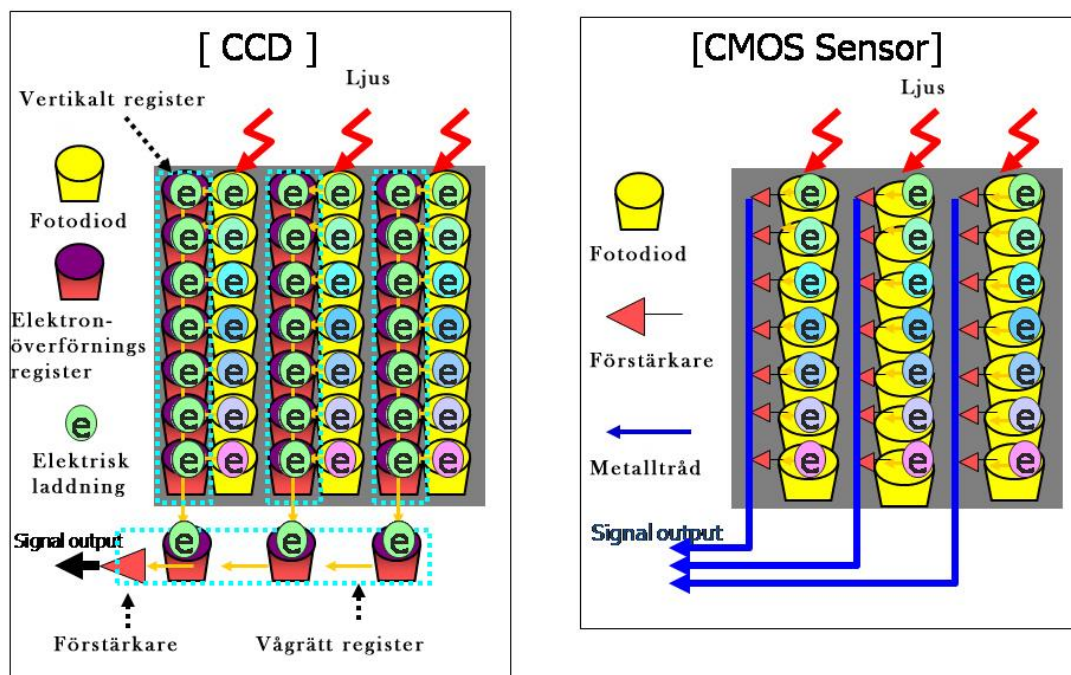 [ CCD ]
Ljus
Vertikalt register
Fotodiod
Elektron-
överförnings
register
e
Elektrisk
laddning
e e e e e e
e e e e e e
e e e e e e
e e e e e e
e e e e e e
e e e e e e
e e e e e e
Signal output
e e e
Förstärkare
Vågrätt register
[CMOS Sensor]
Ljus
Fotodiod
Förstärkare
Metalltråd
e e e
e e e
e e e
e e e
e e e
e e e
e e e
Signal output